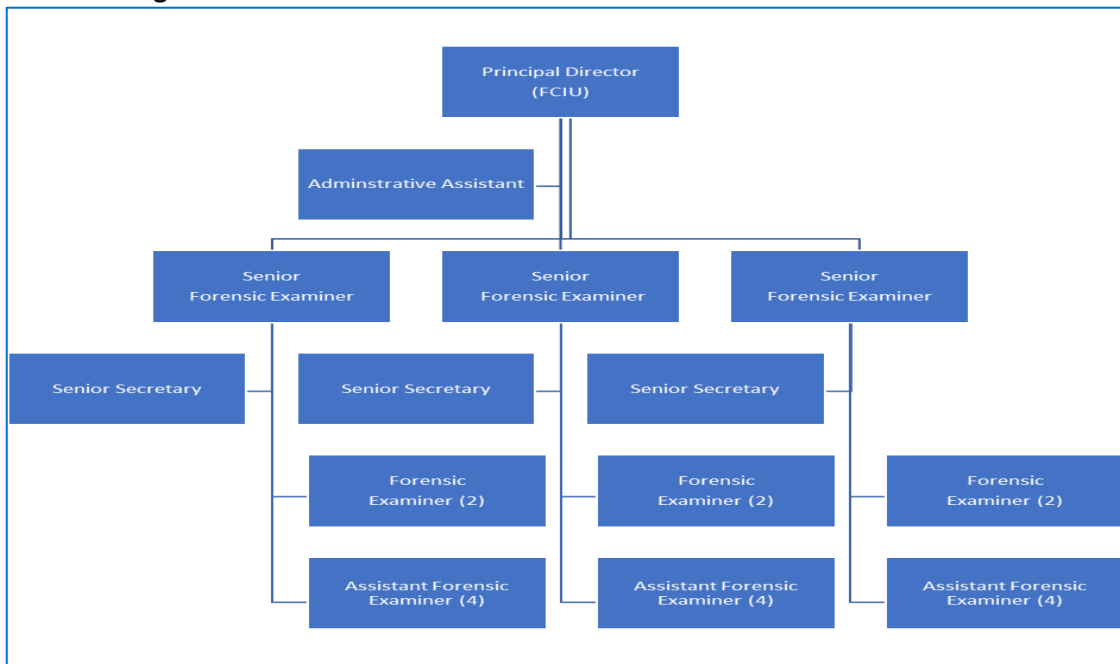 Principal Director
(FCIU)
Adminstrative Assistant
Senior
Forensic Examiner
Senior
Forensic Examiner
Senior
Forensic Examiner
Senior Secretary
Senior Secretary
Senior Secretary
Forensic
Examiner (2)
Forensic
Examiner (2)
Forensic
Examiner (2)
Assistant Forensic
Examiner (4)
Assistant Forensic
Examiner (4)
Assistant Forensic
Examiner (4)